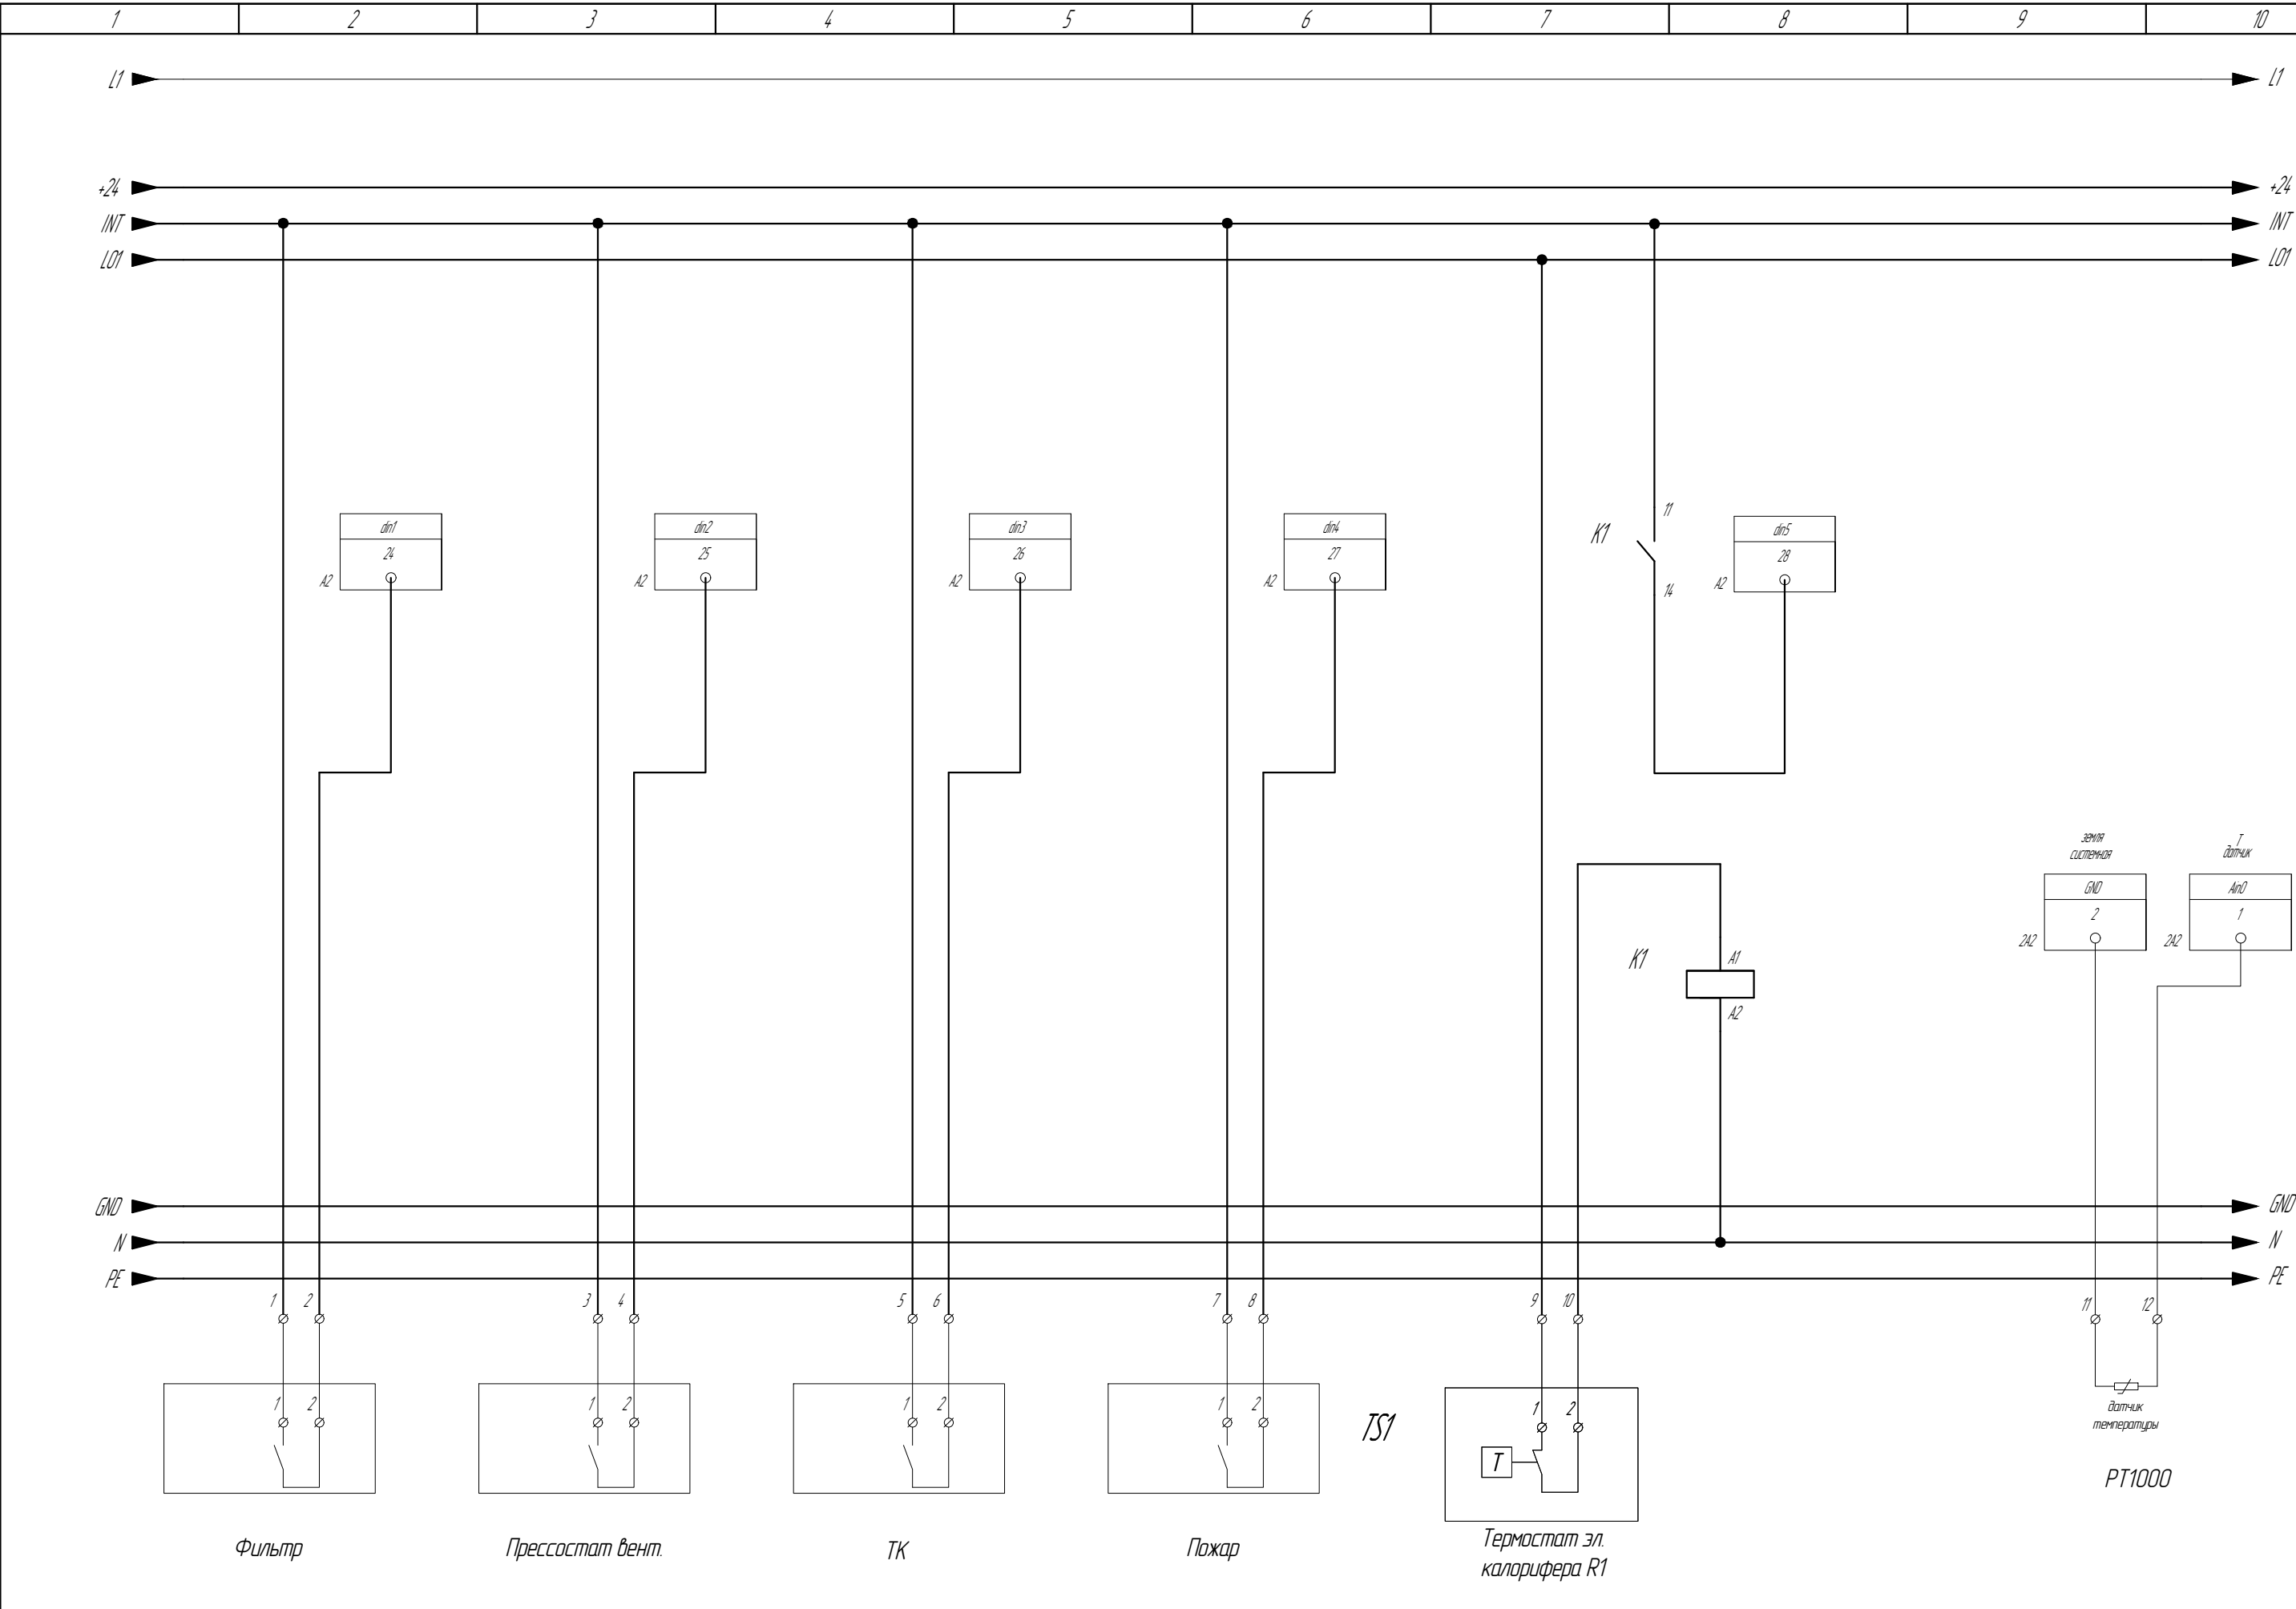 1 2 3 4 5 6 7 8 9 10
L1 L1
+24 +24
INT INT
L01 L01
din1
24
A2
din2
25
A2
din3
26
A2
din4
27
A2
K1
11
14
din5
28
A2
земля
системная
GND
2
2A2
T
датчик
Ain0
1
2A2
K1
A1
A2
GND GND
N N
PE PE
1 2 3 4 5 6 7 8 9 10 11 12
1 2
1 2
1 2
1 2
TS1
1 2
T
датчик
температуры
PT1000
Фильтр
Прессостат вент.
ТК
Пожар
Термостат эл.
калорифера R1